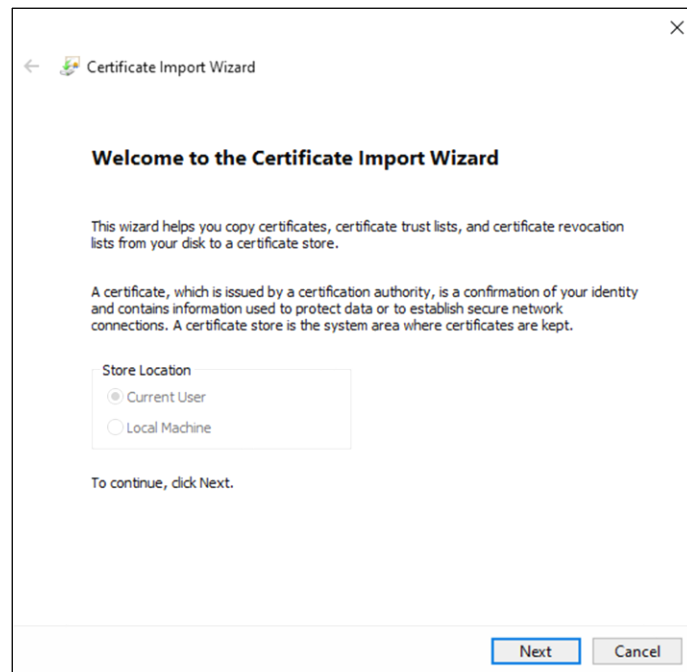 Certificate Import Wizard
Welcome to the Certificate Import Wizard
This wizard helps you copy certificates, certificate trust lists, and certificate revocation
lists from your disk to a certificate store.
A certificate, which is issued by a certification authority, is a confirmation of your identity
and contains information used to protect data or to establish secure network
connections. A certificate store is the system area where certificates are kept.
Store Location
Current User
Local Machine
To continue, click Next.
Next
Cancel